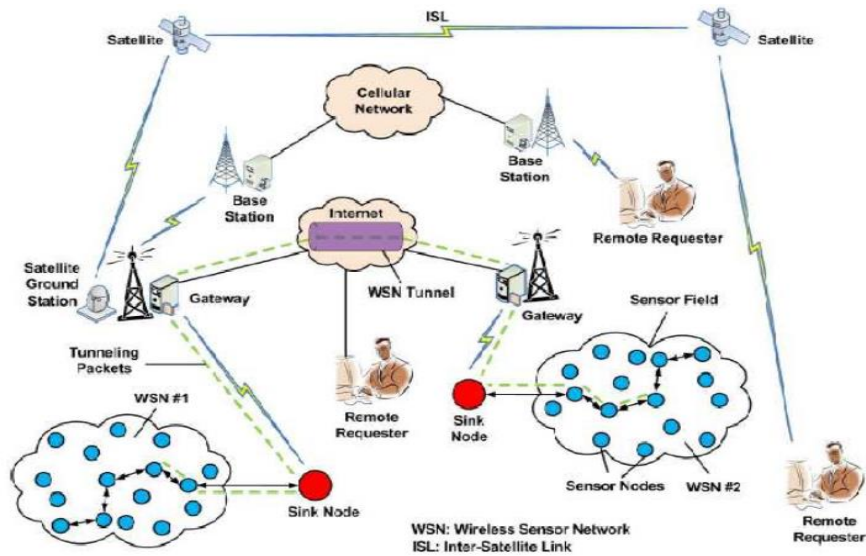 ISL
Satellite
Satellite
Cellular
Network
Base
Station
Base
Station
Remote Requester
Internet
WSN Tunnel
Satellite
Ground
Station
Gateway
Gateway
Sensor Field
Tunneling
Packets
WSN #1
Remote
Requester
Sink
Node
Sensor Nodes
WSN #2
Sink Node
Remote
Requester
WSN: Wireless Sensor Network
ISL: Inter-Satellite Link